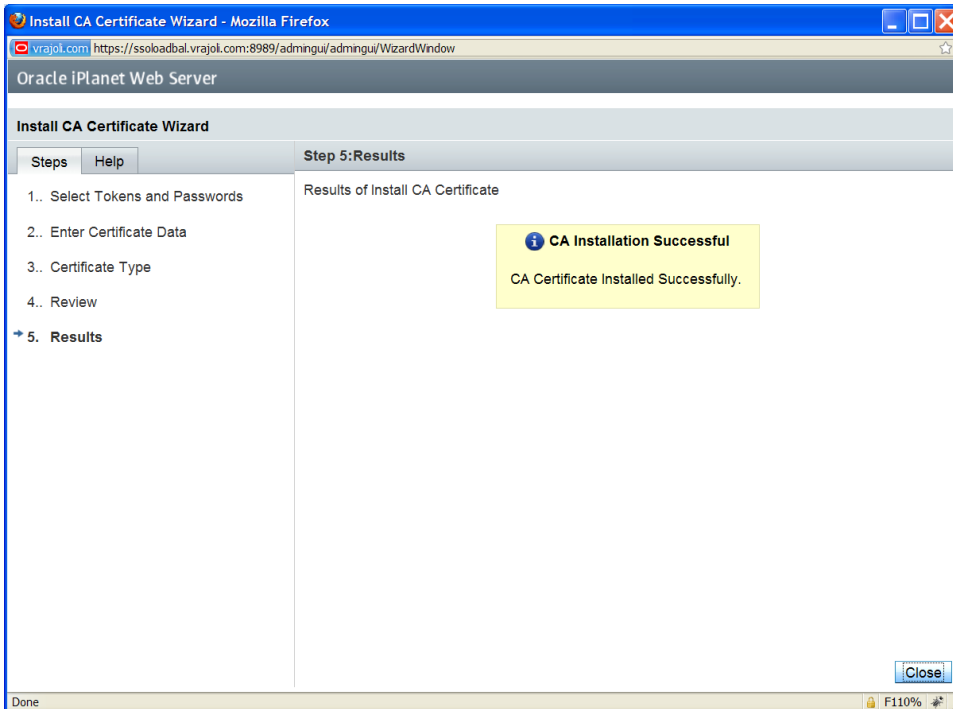 Install CA Certificate Wizard - Mozilla Firefox
vrajoli.com https://ssoloadbal.vrajoli.com:8989/admingui/admingui/WizardWindow
Oracle iPlanet Web Server
Install CA Certificate Wizard
Steps Help
Step 5:Results
1.. Select Tokens and Passwords
2.. Enter Certificate Data
3.. Certificate Type
4.. Review
5. Results
Results of Install CA Certificate
CA Installation Successful
CA Certificate Installed Successfully.
Close
Done
F110%